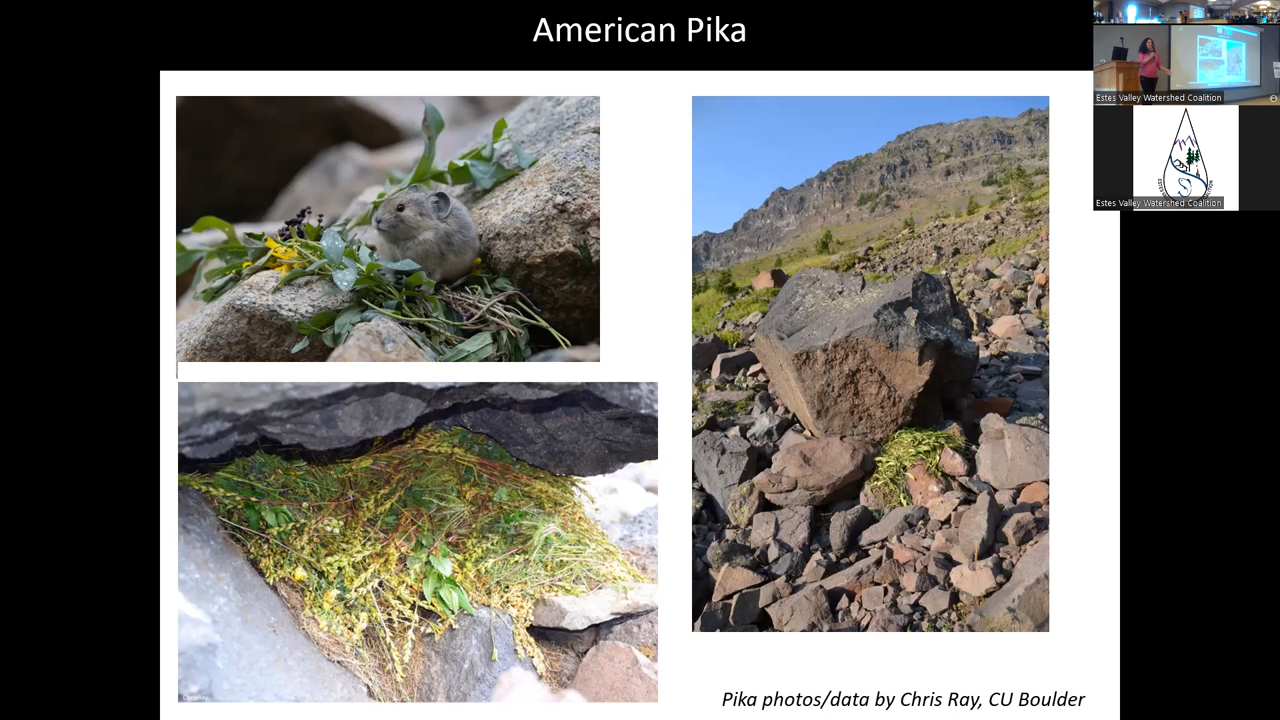 American Pika
Estes Valley Watershed Coalition
Estes Valley Watershed Coalition
Pika photos/data by Chris Ray, CU Boulder